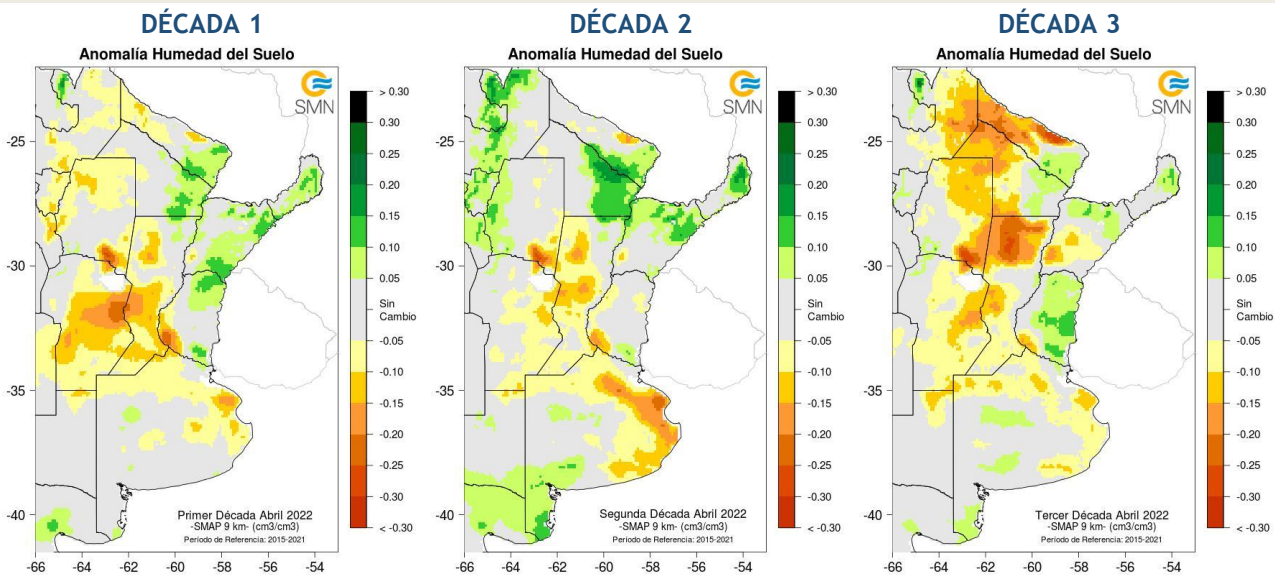 DÉCADA 1
Anomalía Humedad del Suelo
SMN
> 0.30
0.30
0.25
0.20
0.15
0.10
0.05
Sin
Cambio
-0.05
-0.10
-0.15
-0.20
-0.25
-0.30
< -0.30
-25
-30
-35
-40
Primer Década Abril 2022
-SMAP 9 km- (cm3/cm3)
Período de Referencia: 2015-2021
-66 -64 -62 -60 -58 -56 -54
DÉCADA 2
Anomalía Humedad del Suelo
SMN
> 0.30
0.30
0.25
0.20
0.15
0.10
0.05
Sin
Cambio
-0.05
-0.10
-0.15
-0.20
-0.25
-0.30
< -0.30
-25
-30
-35
-40
Segunda Década Abril 2022
-SMAP 9 km- (cm3/cm3)
Período de Referencia: 2015-2021
-66 -64 -62 -60 -58 -56 -54
DÉCADA 3
Anomalía Humedad del Suelo
SMN
> 0.30
0.30
0.25
0.20
0.15
0.10
0.05
Sin
Cambio
-0.05
-0.10
-0.15
-0.20
-0.25
-0.30
< -0.30
-25
-30
-35
-40
Tercer Década Abril 2022
-SMAP 9 km- (cm3/cm3)
Período de Referencia: 2015-2021
-66 -64 -62 -60 -58 -56 -54